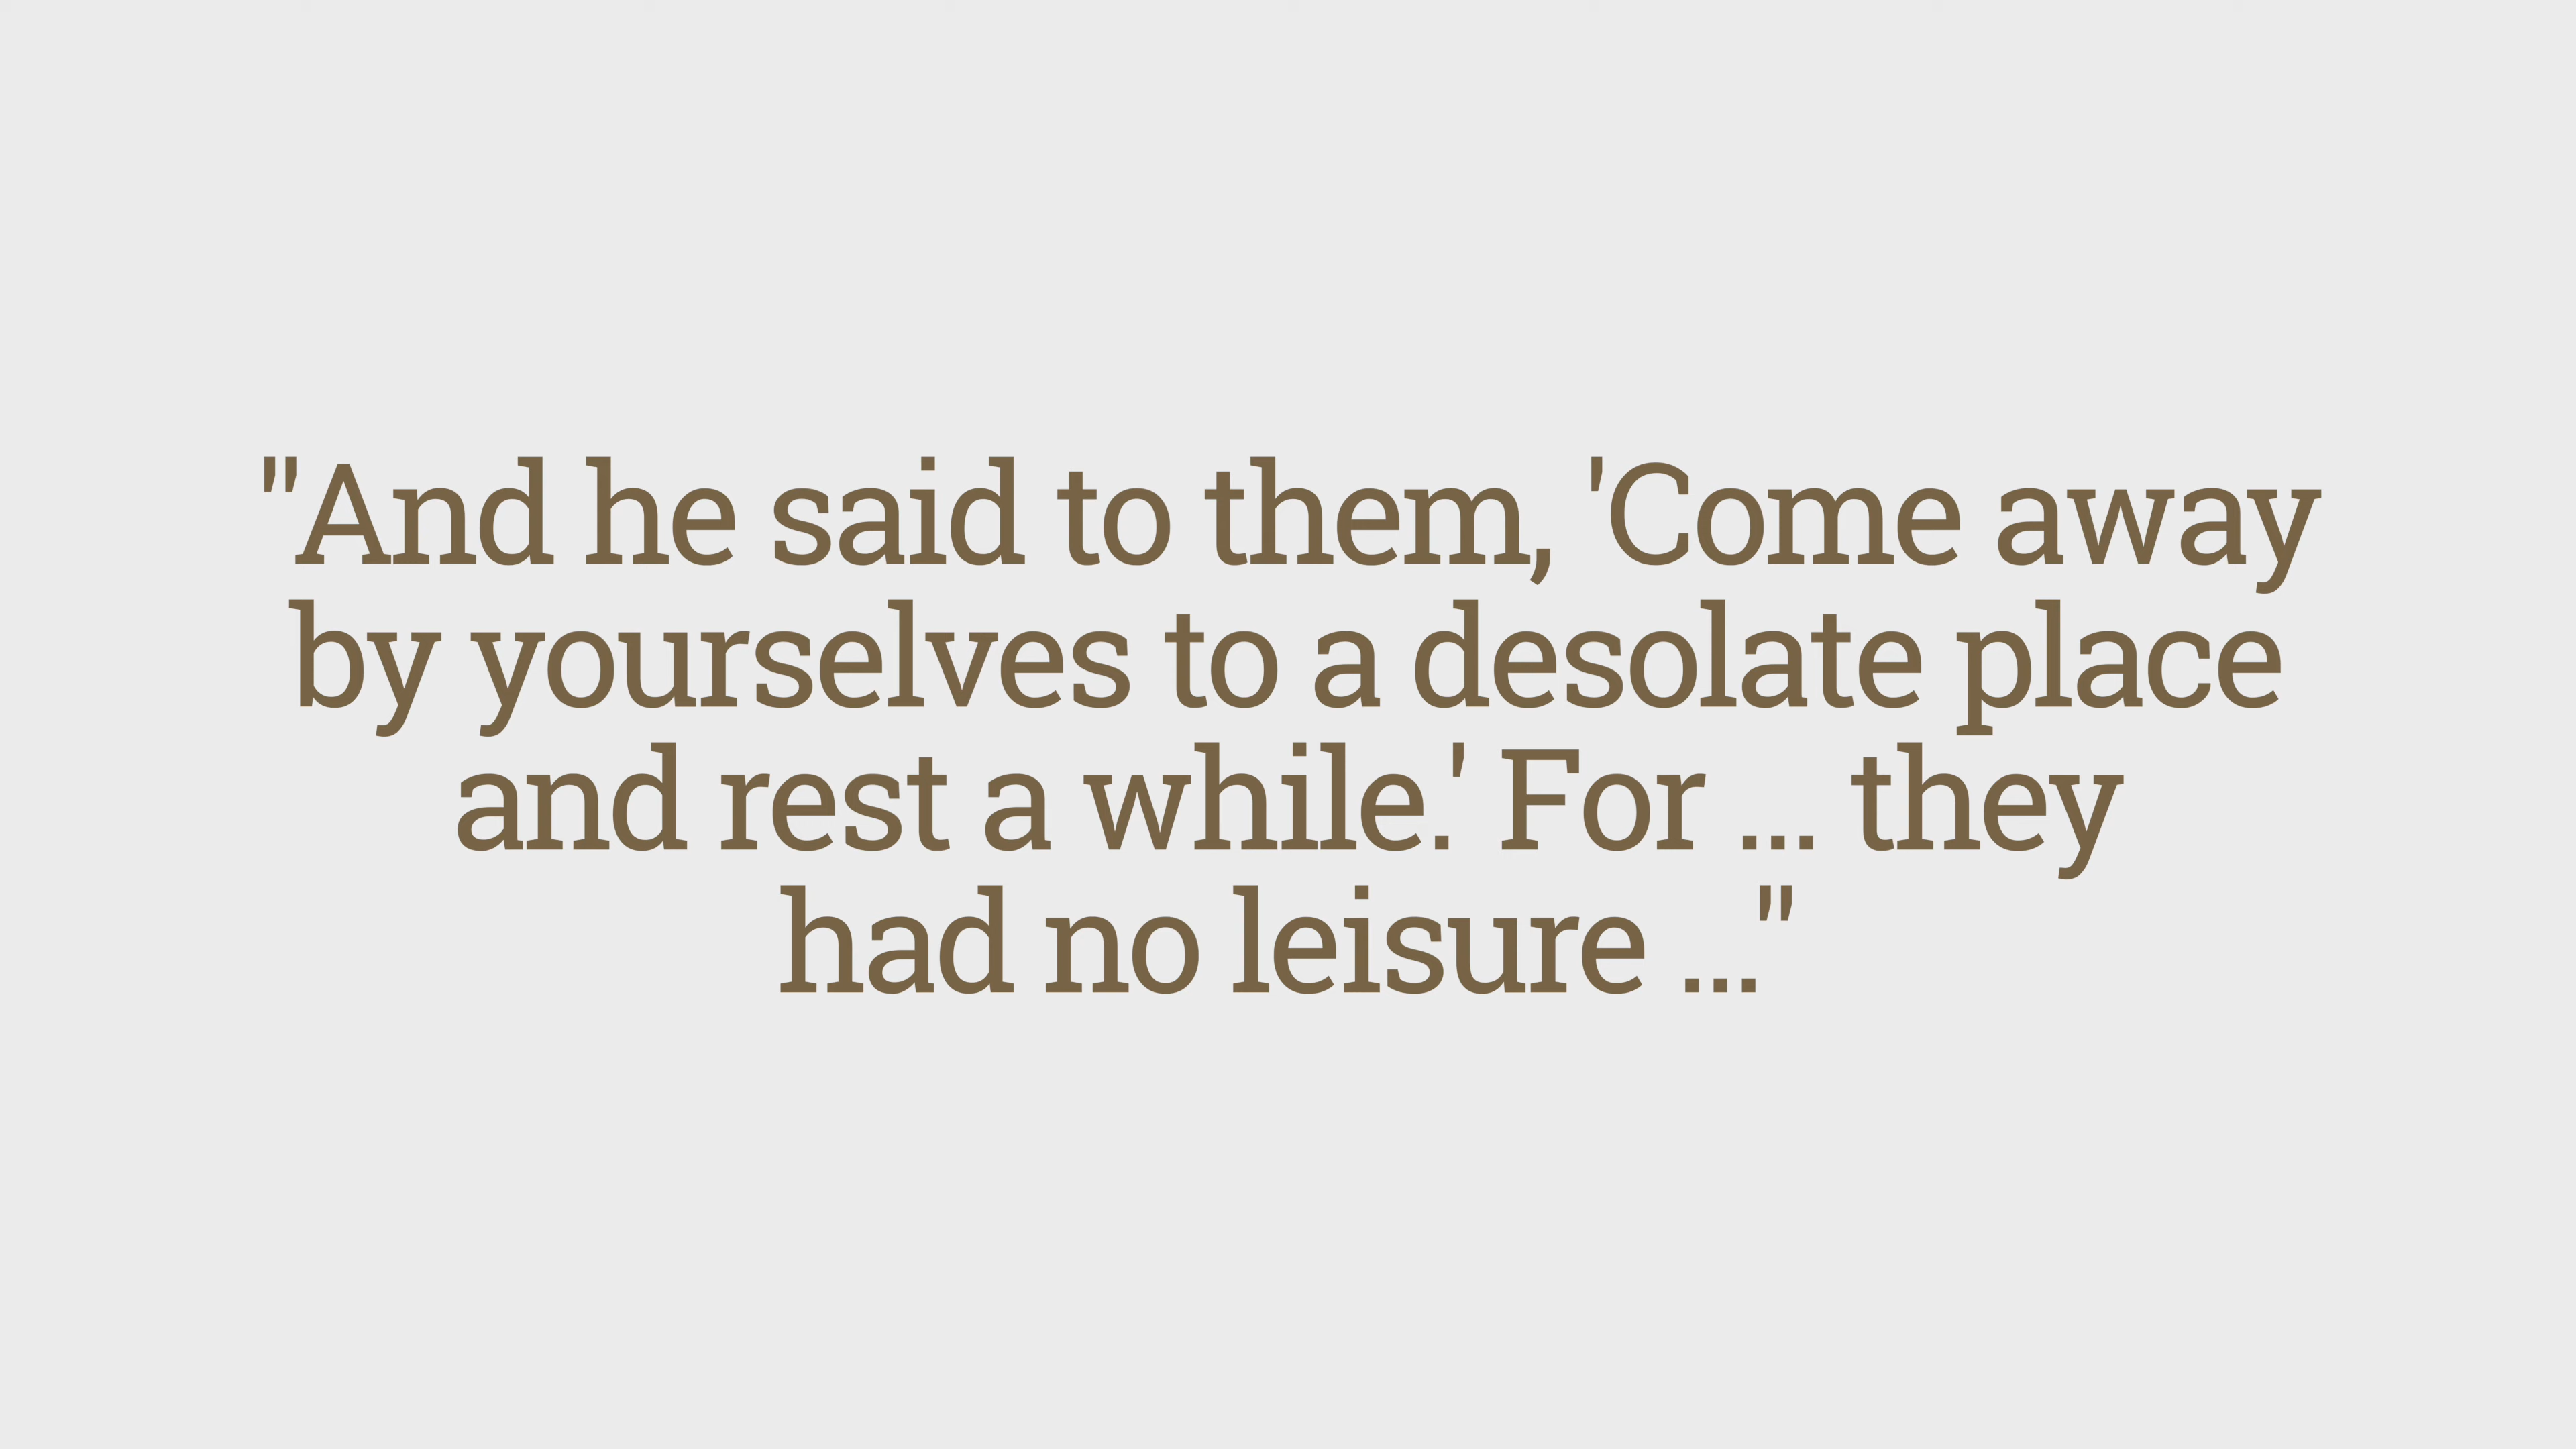 "And he said to them, 'Come away
by yourselves to a desolate place
and rest a while.' For ... they
had no leisure ..."